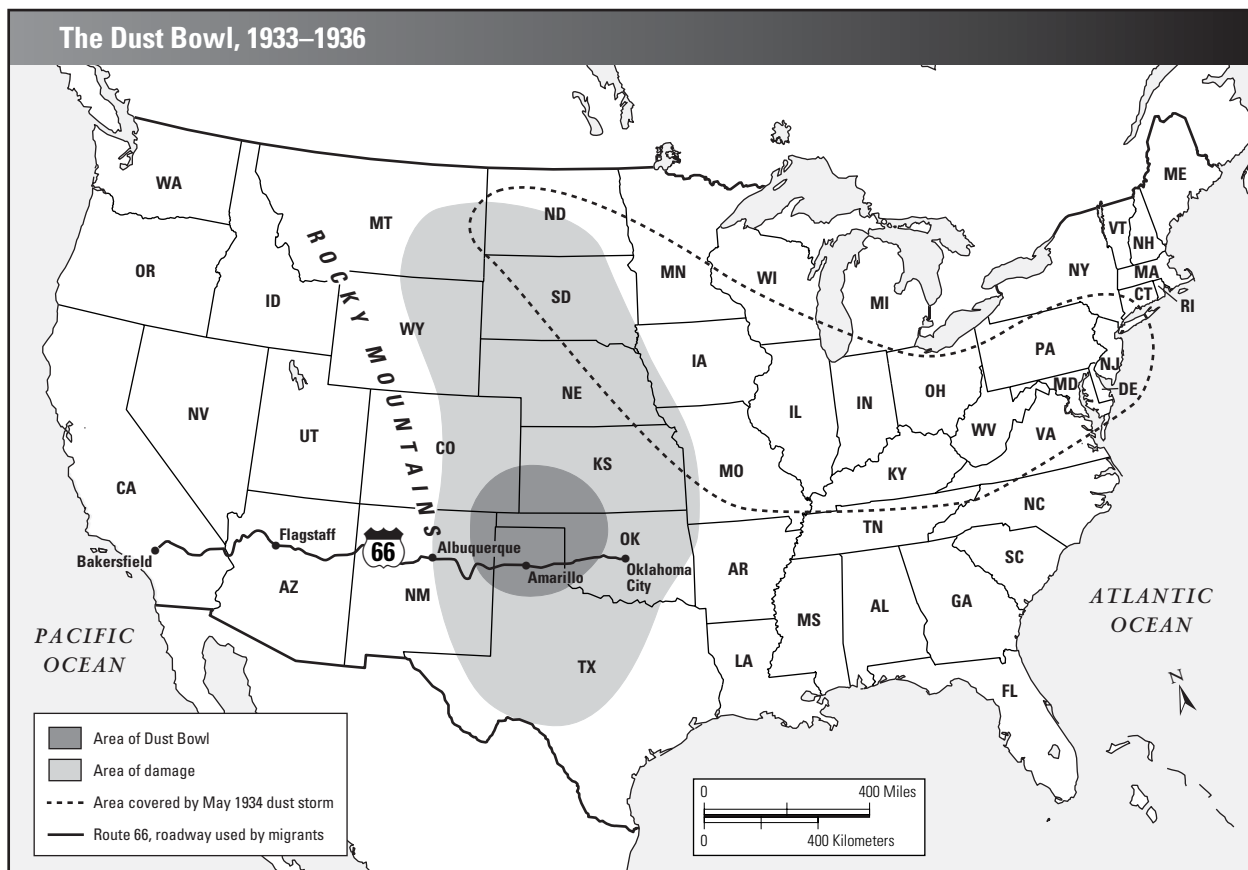 The Dust Bowl, 1933–1936
WA
MT
ND
MN
ME
VT
NH
OR
ID
WY
SD
WI
MI
NY
MA
CT
RI
ROCKY MOUNTAINS
NV
UT
CO
NE
IA
IL
IN
OH
PA
NJ
MD
DE
WV
VA
CA
KS
MO
KY
NC
TN
SC
AZ
NM
OK
AR
MS
AL
GA
TX
LA
FL
Bakersfield
Flagstaff
66
Albuquerque
Amarillo
Oklahoma
City
PACIFIC
OCEAN
ATLANTIC
OCEAN
N
Area of Dust Bowl
Area of damage
Area covered by May 1934 dust storm
Route 66, roadway used by migrants
0 400 Miles
0 400 Kilometers